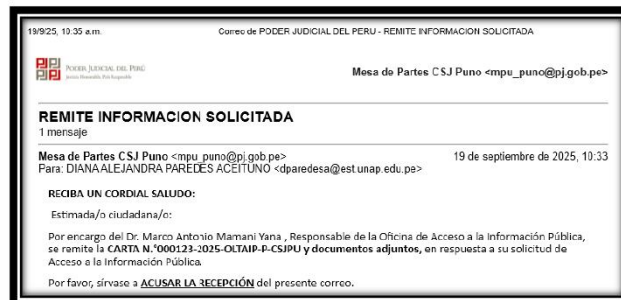 19/9/25, 10:35 a.m.
Correo de PODER JUDICIAL DEL PERU - REMITE INFORMACION SOLICITADA
PODER JUDICIAL DEL PERÚ
Mesa de Partes CSJ Puno <mpu_puno@pj.gob.pe>
REMITE INFORMACION SOLICITADA
1 mensaje
Mesa de Partes CSJ Puno <mpu_puno@pj.gob.pe>
19 de septiembre de 2025, 10:33
Para: DIANA ALEJANDRA PAREDES ACEITUNO <dparedesa@est.unap.edu.pe>
RECIBA UN CORDIAL SALUDO:
Estimada/o ciudadana/o:
Por encargo del Dr. Marco Antonio Mamani Yana , Responsable de la Oficina de Acceso a la Información Pública,
se remite la CARTA N.°000123-2025-OLTAIP-P-CSJPU y documentos adjuntos, en respuesta a su solicitud de
Acceso a la Información Pública.
Por favor, sírvase a ACUSAR LA RECEPCIÓN del presente correo.